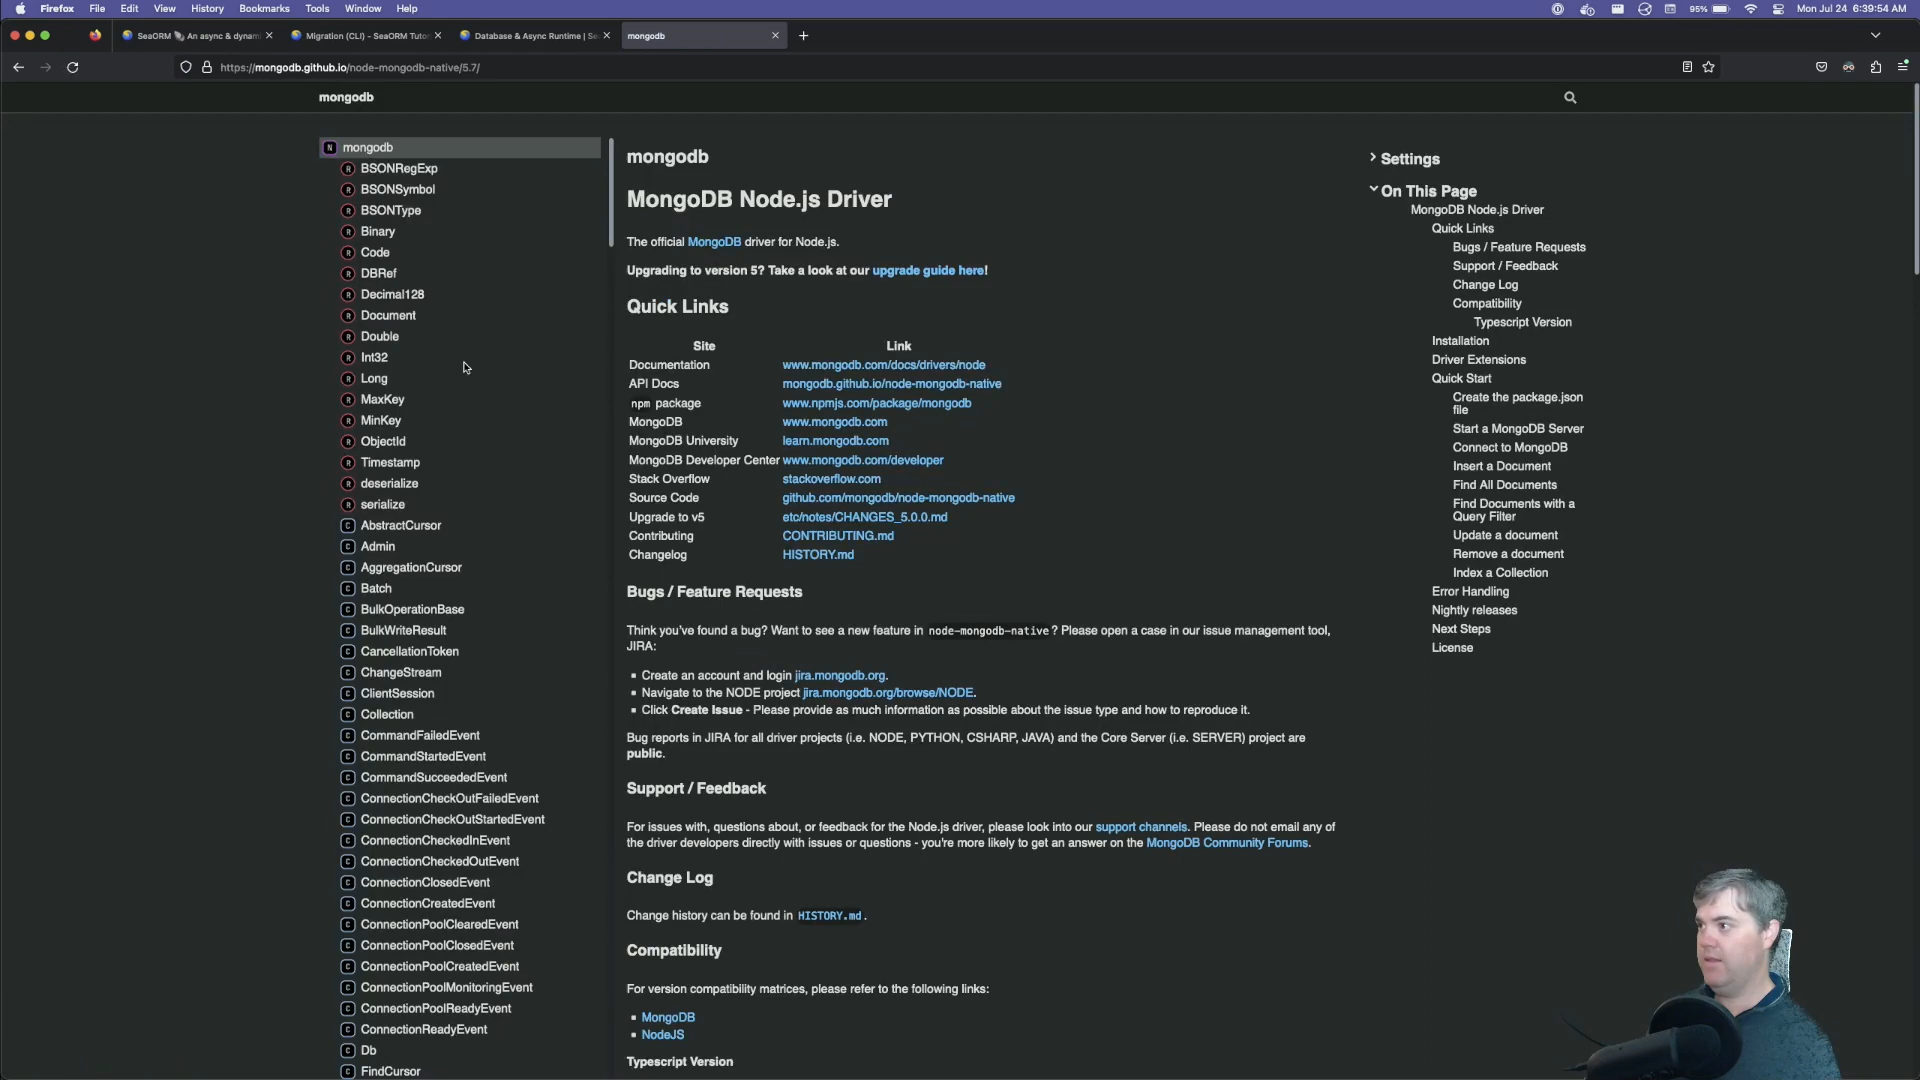 Firefox File Edit View History Bookmarks Tools Window Help
95% Mon Jul 24 6:39:54 AM
SeaORM An async & dynam
Migration (CLI) – SeaORM Tutor
Database & Async Runtime | Se
mongodb
https://mongodb.github.io/node-mongodb-native/5.7/
mongodb
N mongodb
R BSONRegExp
R BSONSymbol
R BSONType
R Binary
R Code
R DBRef
R Decimal128
R Document
R Double
R Int32
R Long
R MaxKey
R MinKey
R ObjectId
R Timestamp
R deserialize
R serialize
C AbstractCursor
C Admin
C AggregationCursor
C Batch
C BulkOperationBase
C BulkWriteResult
C CancellationToken
C ChangeStream
C ClientSession
C Collection
C CommandFailedEvent
C CommandStartedEvent
C CommandSucceededEvent
C ConnectionCheckOutFailedEvent
C ConnectionCheckOutStartedEvent
C ConnectionCheckedInEvent
C ConnectionCheckedOutEvent
C ConnectionClosedEvent
C ConnectionCreatedEvent
C ConnectionPoolClearedEvent
C ConnectionPoolClosedEvent
C ConnectionPoolCreatedEvent
C ConnectionPoolMonitoringEvent
C ConnectionPoolReadyEvent
C ConnectionReadyEvent
C Db
C FindCursor
mongodb
MongoDB Node.js Driver
The official MongoDB driver for Node.js.
Upgrading to version 5? Take a look at our upgrade guide here!
Quick Links
Site Link
Documentation www.mongodb.com/docs/drivers/node
API Docs mongodb.github.io/node-mongodb-native
npm package www.npmjs.com/package/mongodb
MongoDB www.mongodb.com
MongoDB University learn.mongodb.com
MongoDB Developer Center www.mongodb.com/developer
Stack Overflow stackoverflow.com
Source Code github.com/mongodb/node-mongodb-native
Upgrade to v5 etc/notes/CHANGES_5.0.0.md
Contributing CONTRIBUTING.md
Changelog HISTORY.md
Bugs / Feature Requests
Think you've found a bug? Want to see a new feature in node-mongodb-native? Please open a case in our issue management tool,
JIRA:
▪ Create an account and login jira.mongodb.org.
▪ Navigate to the NODE project jira.mongodb.org/browse/NODE.
▪ Click Create Issue - Please provide as much information as possible about the issue type and how to reproduce it.
Bug reports in JIRA for all driver projects (i.e. NODE, PYTHON, CSHARP, JAVA) and the Core Server (i.e. SERVER) project are
public.
Support / Feedback
For issues with, questions about, or feedback for the Node.js driver, please look into our support channels. Please do not email any of
the driver developers directly with issues or questions - you're more likely to get an answer on the MongoDB Community Forums.
Change Log
Change history can be found in HISTORY.md.
Compatibility
For version compatibility matrices, please refer to the following links:
▪ MongoDB
▪ NodeJS
Typescript Version
Settings
On This Page
MongoDB Node.js Driver
Quick Links
Bugs / Feature Requests
Support / Feedback
Change Log
Compatibility
Typescript Version
Installation
Driver Extensions
Quick Start
Create the package.json
file
Start a MongoDB Server
Connect to MongoDB
Insert a Document
Find All Documents
Find Documents with a
Query Filter
Update a document
Remove a document
Index a Collection
Error Handling
Nightly releases
Next Steps
License